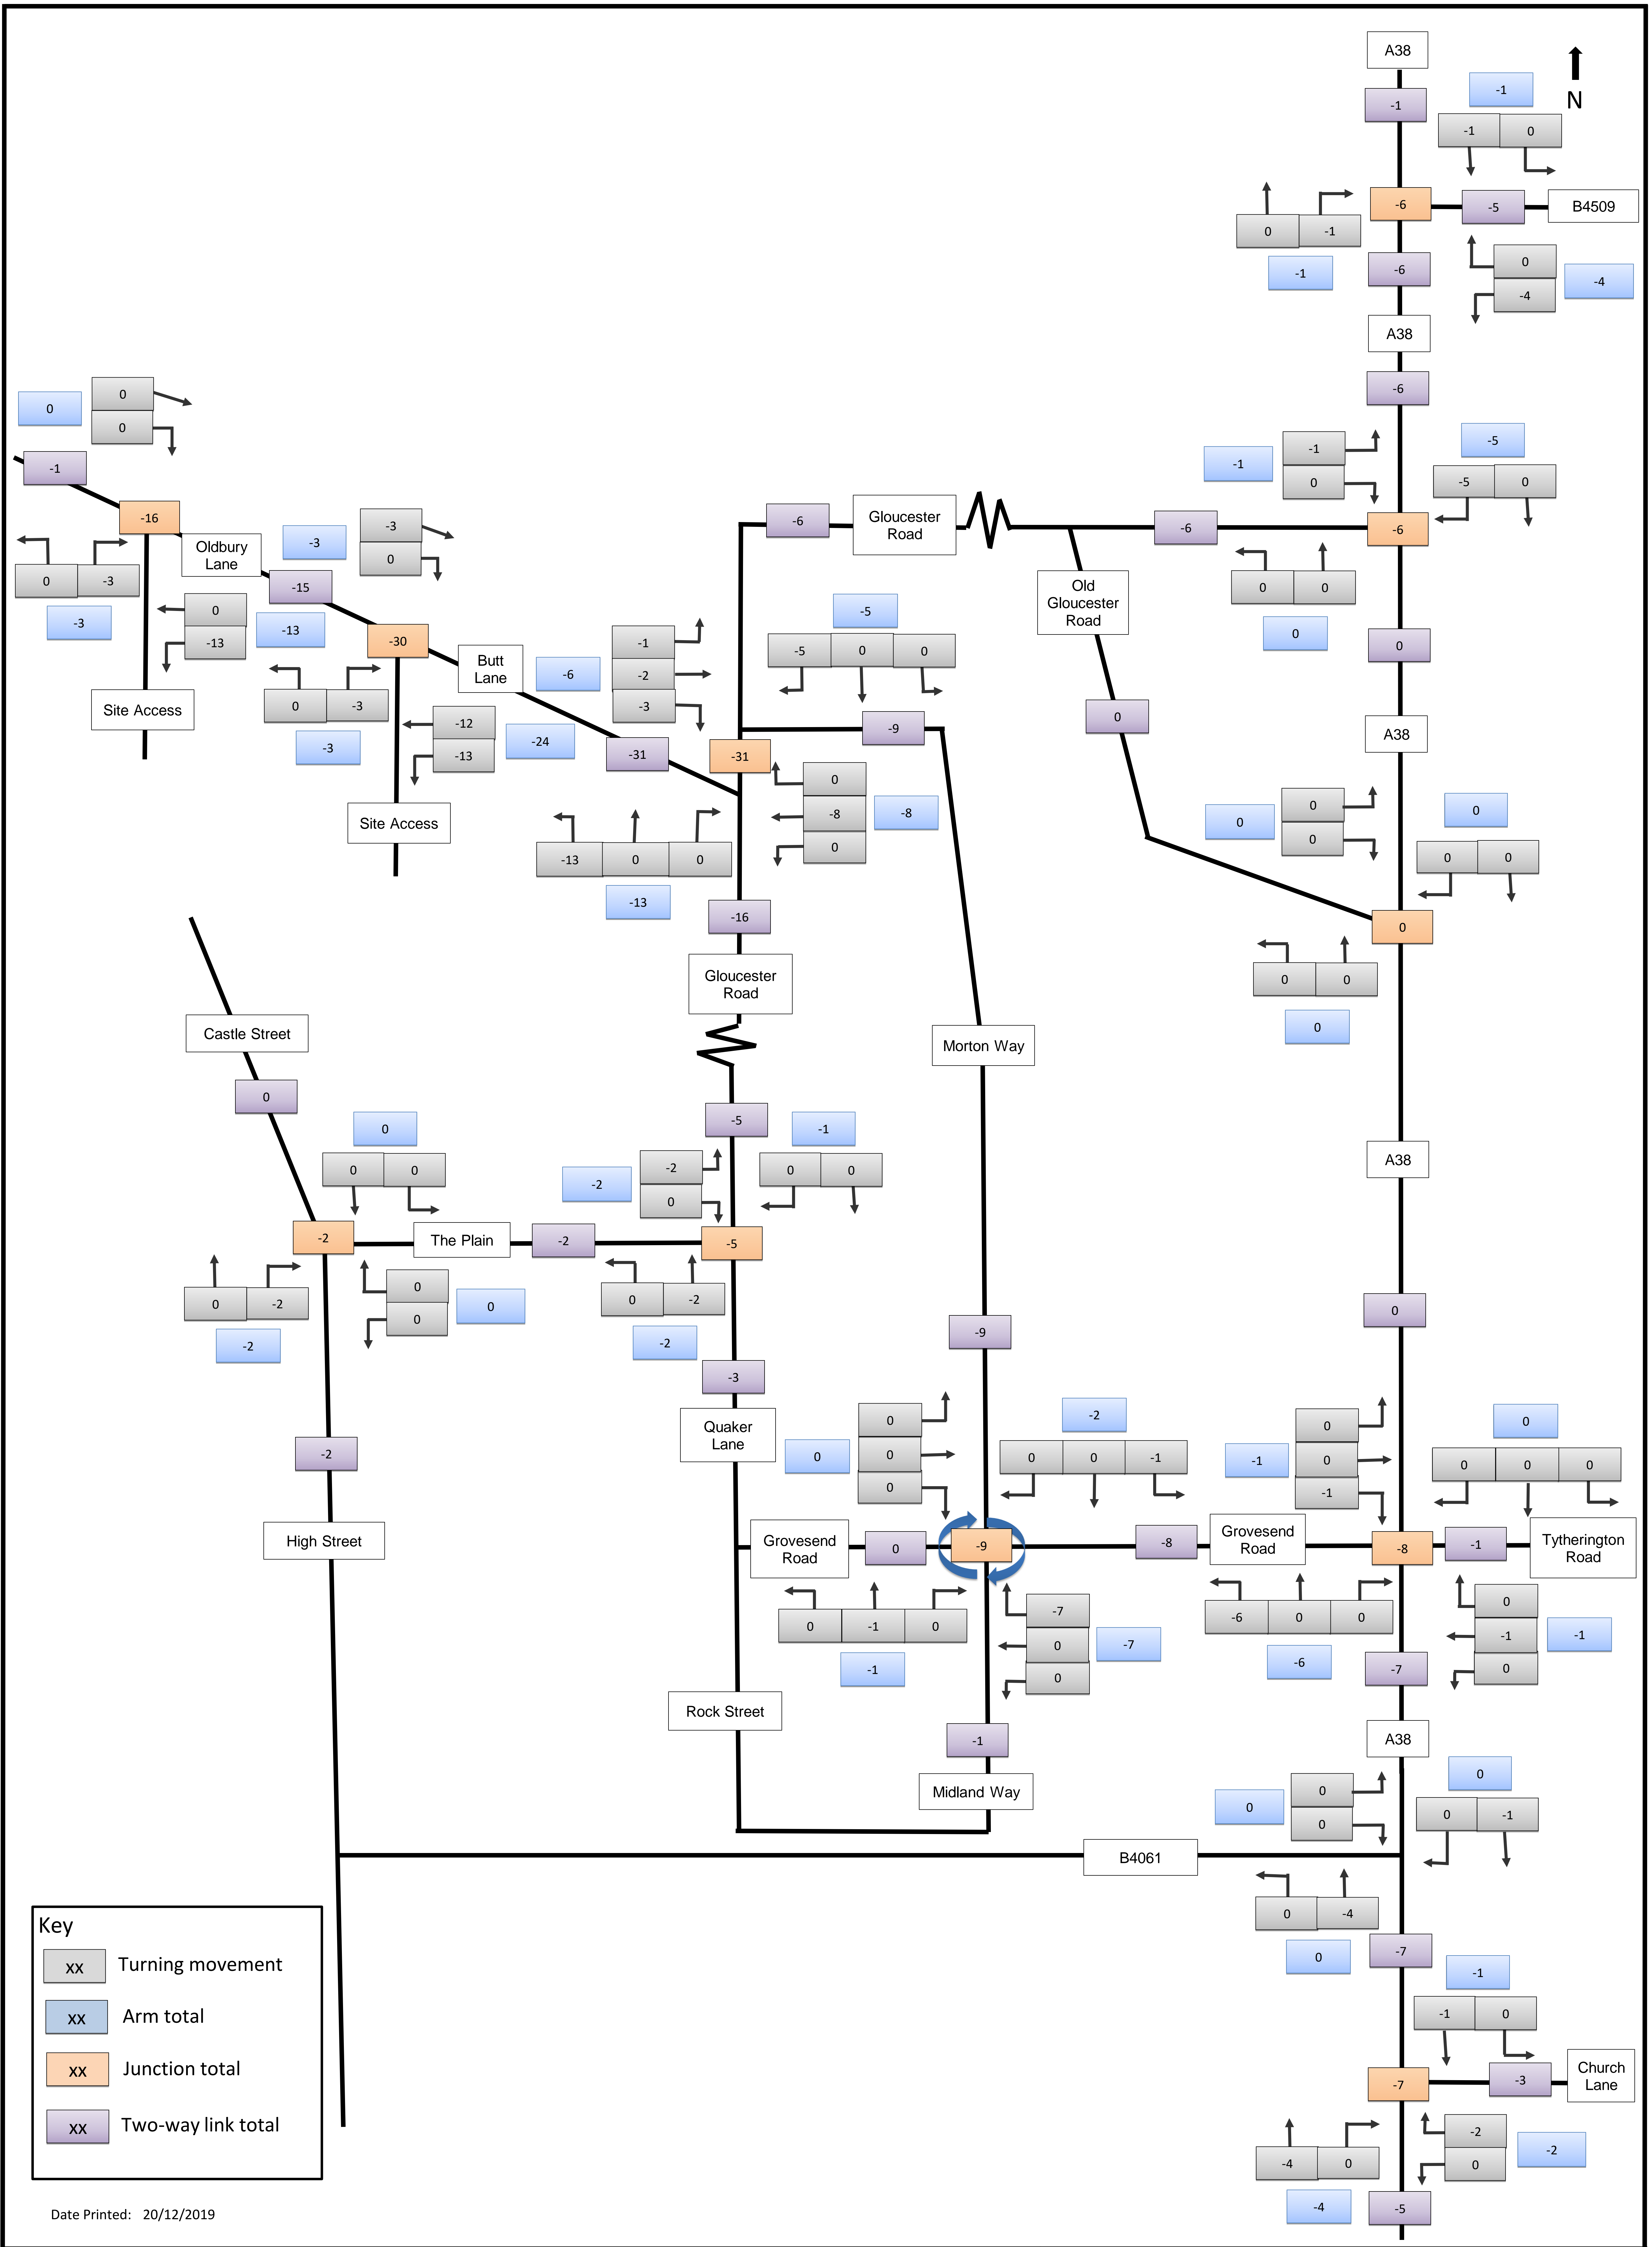 A38
-1
-1
N
-1 0
0 -1
-6
-5
B4509
-1
-6
0
-4
-4
A38
-6
0
0
0
-1
-16
Oldbury
Lane
0 -3
-3
0
-13
-13
Site Access
-3
-3
0
-15
-30
Butt
Lane
0 -3
-3
-12
-13
-24
Site Access
-6
-1
-2
-3
-31
-31
-13 0 0
-13
-5
-5 0 0
-9
0
-8
0
-8
-16
Gloucester
Road
-6
Gloucester
Road
-6
Old
Gloucester
Road
0
-1
-1
0
-5
-5 0
-6
0 0
0
0
A38
0
0
0
0
0 0
0
0 0
0
A38
0
Castle Street
0
0
0 0
-2
The Plain
-2
0 -2
-2
0
0
0
-2
High Street
-2
-2
0
-5
-1
0 0
-5
0 -2
-2
-3
Quaker
Lane
Rock Street
Morton Way
-9
0
0
0
0
-2
0 0 -1
Grovesend
Road
0
-9
-8
Grovesend
Road
0 -1 0
-1
-7
0
0
-7
-1
Midland Way
-1
0
0
-1
0
0 0 0
-8
-1
Tytherington
Road
-6 0 0
-6
0
-1
0
-1
-7
A38
0
0
0
0
0 -1
B4061
0 -4
0
-7
-1
-1 0
-7
-3
Church
Lane
-4 0
-4
-2
0
-2
-5
Key
xx Turning movement
xx Arm total
xx Junction total
xx Two-way link total
Date Printed: 20/12/2019